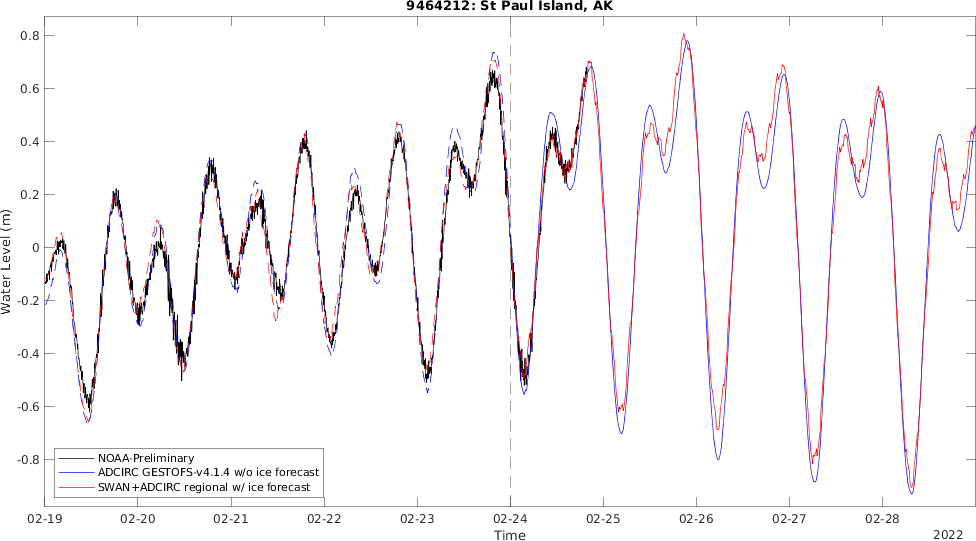 9464212: St Paul Island, AK
Water Level (m)
0.8
0.6
0.4
0.2
0
-0.2
-0.4
-0.6
-0.8
NOAA-Preliminary
ADCIRC GESTOFS-v4.1.4 w/o ice forecast
SWAN+ADCIRC regional w/ ice forecast
02-19 02-20 02-21 02-22 02-23 02-24 02-25 02-26 02-27 02-28
Time
2022